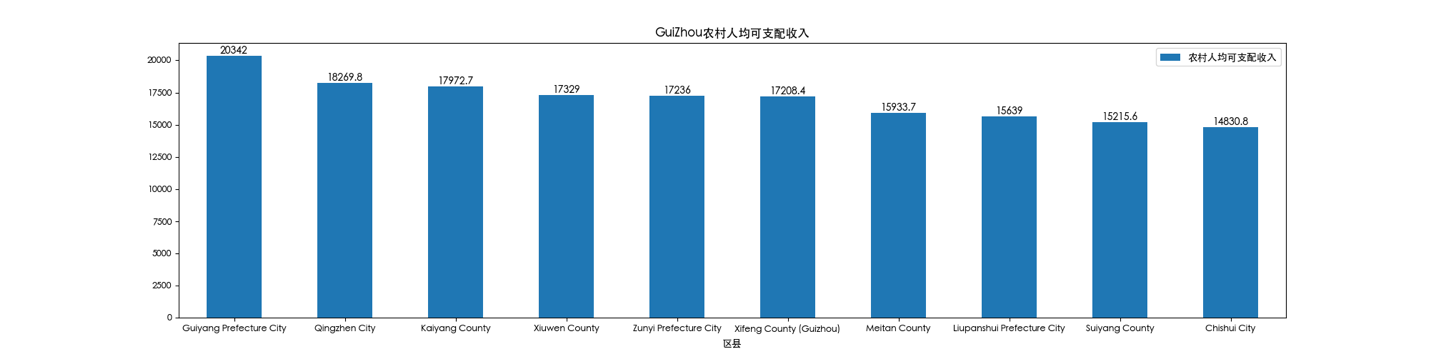 GuiZhou农村人均可支配收入
农村人均可支配收入
20342
18269.8
17972.7
17329
17236
17208.4
15933.7
15639
15215.6
14830.8
20000
17500
15000
12500
10000
7500
5000
2500
0
Guiyang Prefecture City
Qingzhen City
Kaiyang County
Xiuwen County
Zunyi Prefecture City
Xifeng County (Guizhou)
Meitan County
Liupanshui Prefecture City
Suiyang County
Chishui City
区县